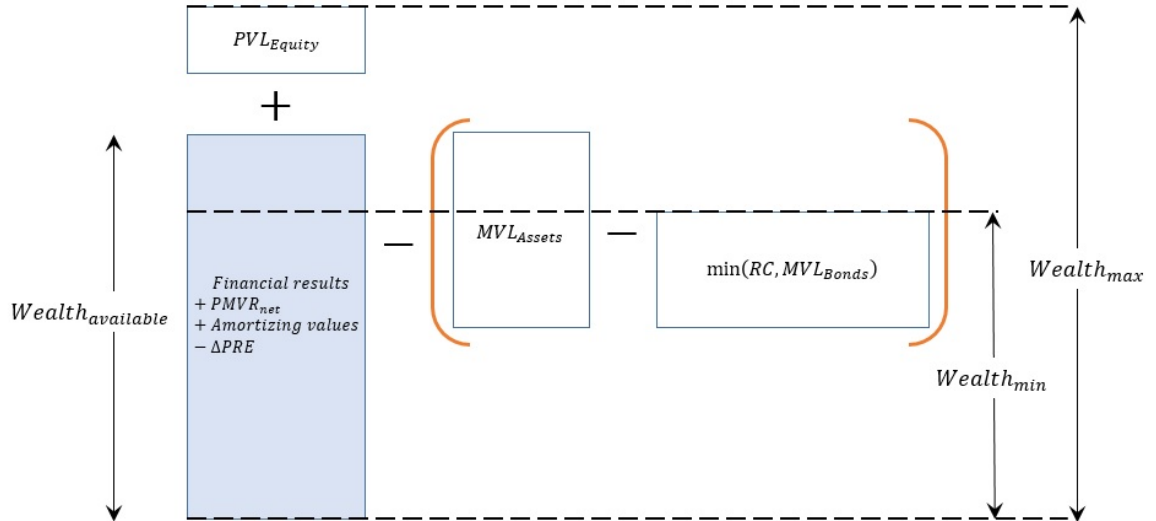 PVL_Equity
+
Wealth_available
Financial results
+ PMVR_net
+ Amortizing values
− ΔPRE
−
(
MVL_Assets
−
min(RC, MVL_Bonds)
)
Wealth_min
Wealth_max